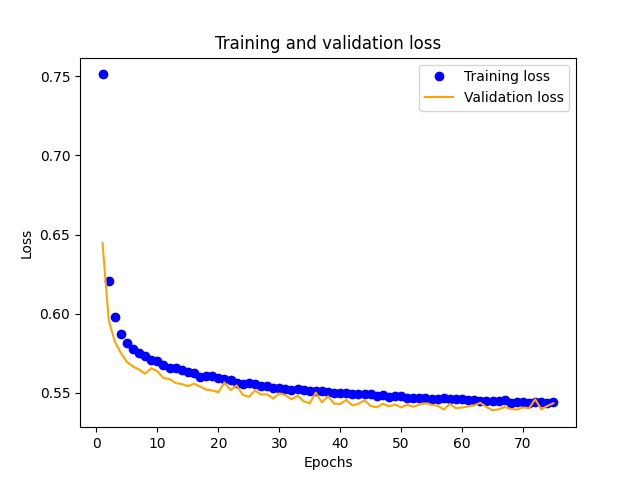 Training and validation loss
Training loss
Validation loss
0.75
0.70
0.65
0.60
0.55
Loss
0 10 20 30 40 50 60 70
Epochs